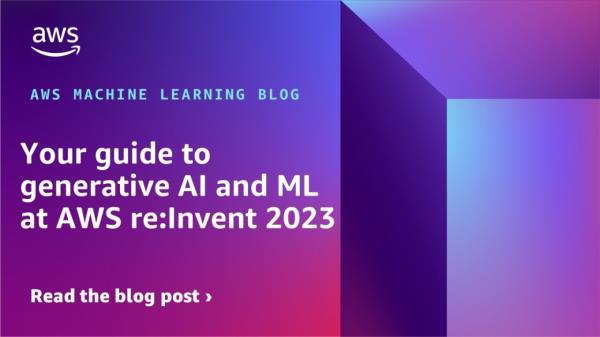 aws
AWS MACHINE LEARNING BLOG
Your guide to
generative AI and ML
at AWS re:Invent 2023
Read the blog post ›